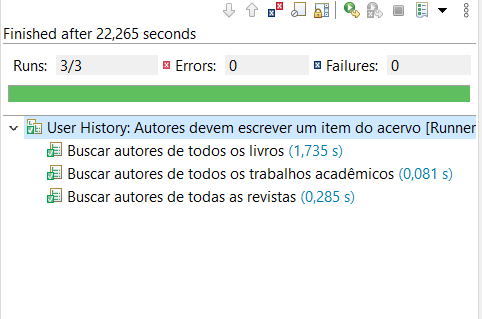 Finished after 22,265 seconds
Runs: 3/3 Errors: 0 Failures: 0
User History: Autores devem escrever um item do acervo [Runner
Buscar autores de todos os livros (1,735 s)
Buscar autores de todos os trabalhos acadêmicos (0,081 s)
Buscar autores de todas as revistas (0,285 s)